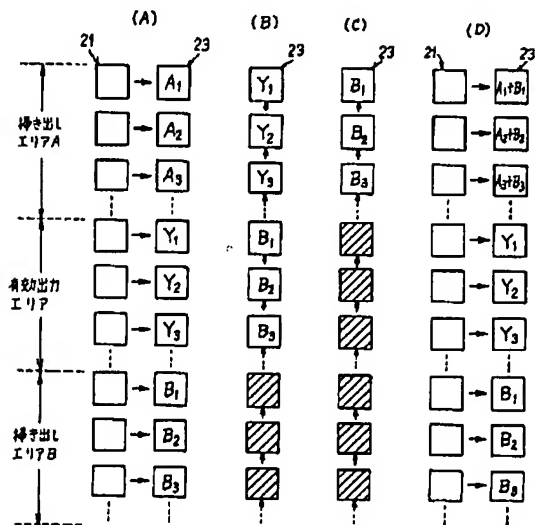 (A) (B) (C) (D)
21 23 23 23 21 23
A1 Y1 B1 A1+B1
掃き出し
エリアA
A2 Y2 B2 A2+B2
A3 Y3 B3 A3+B3
Y1 B1 Y1
有効出力
エリア
Y2 B2 Y2
Y3 B3 Y3
B1 B1
掃き出し
エリアB
B2 B2
B3 B3